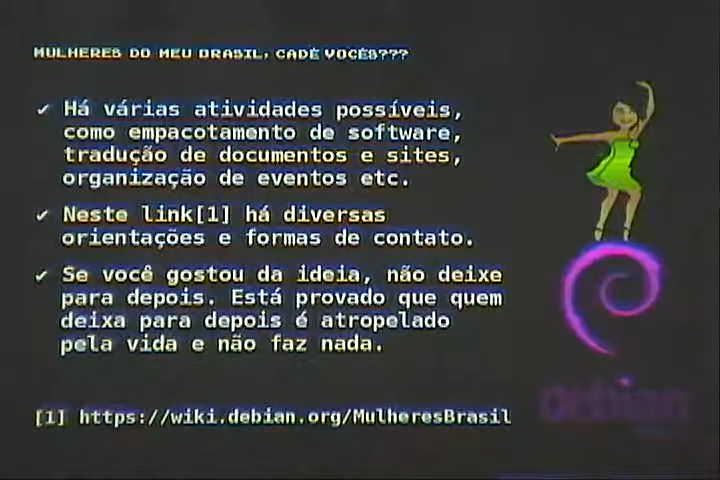 MULHERES DO MEU BRASIL, CADÊ VOCÊS???
✔ Há várias atividades possíveis,
como empacotamento de software,
tradução de documentos e sites,
organização de eventos etc.
✔ Neste link[1] há diversas
orientações e formas de contato.
✔ Se você gostou da ideia, não deixe
para depois. Está provado que quem
deixa para depois é atropelado
pela vida e não faz nada.
[1] https://wiki.debian.org/MulheresBrasil
debian